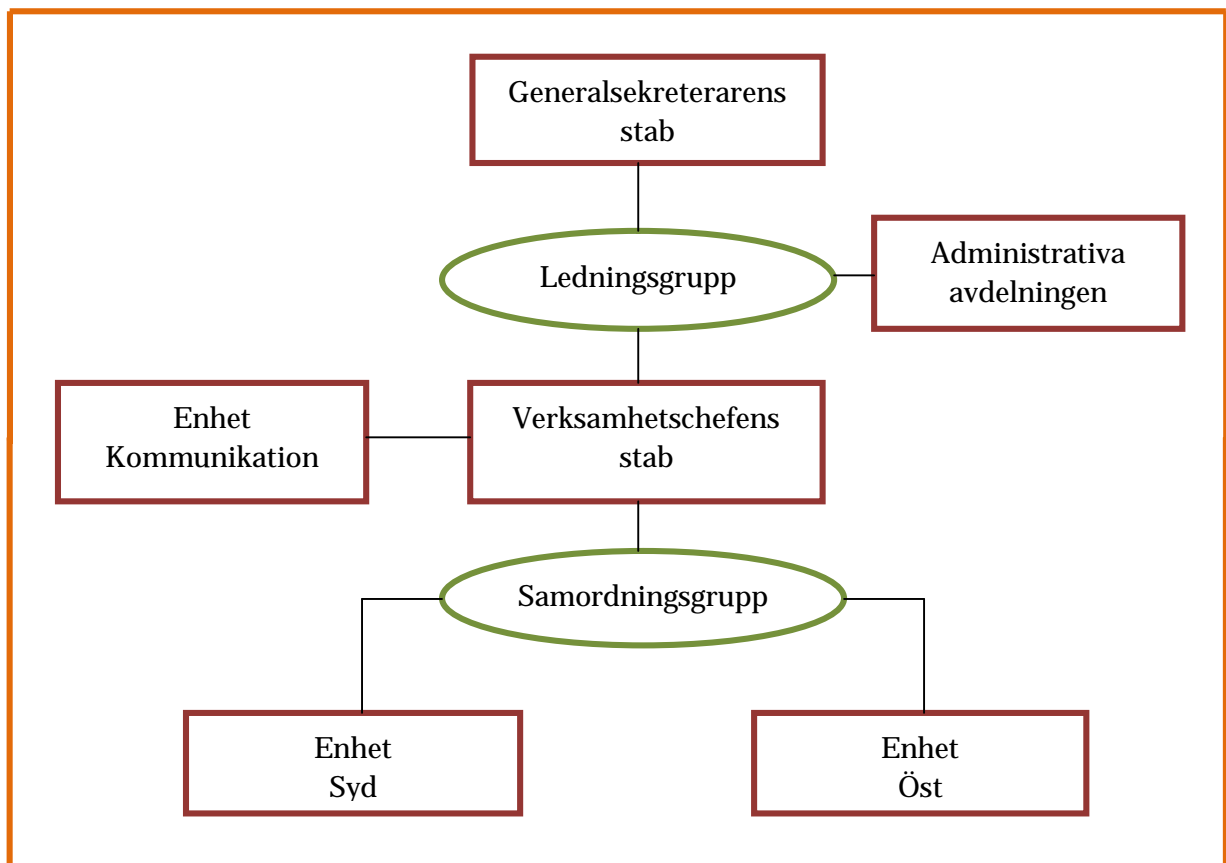 Generalsekreterarens
stab
Ledningsgrupp
Administrativa
avdelningen
Enhet
Kommunikation
Verksamhetschefens
stab
Samordningsgrupp
Enhet
Syd
Enhet
Öst